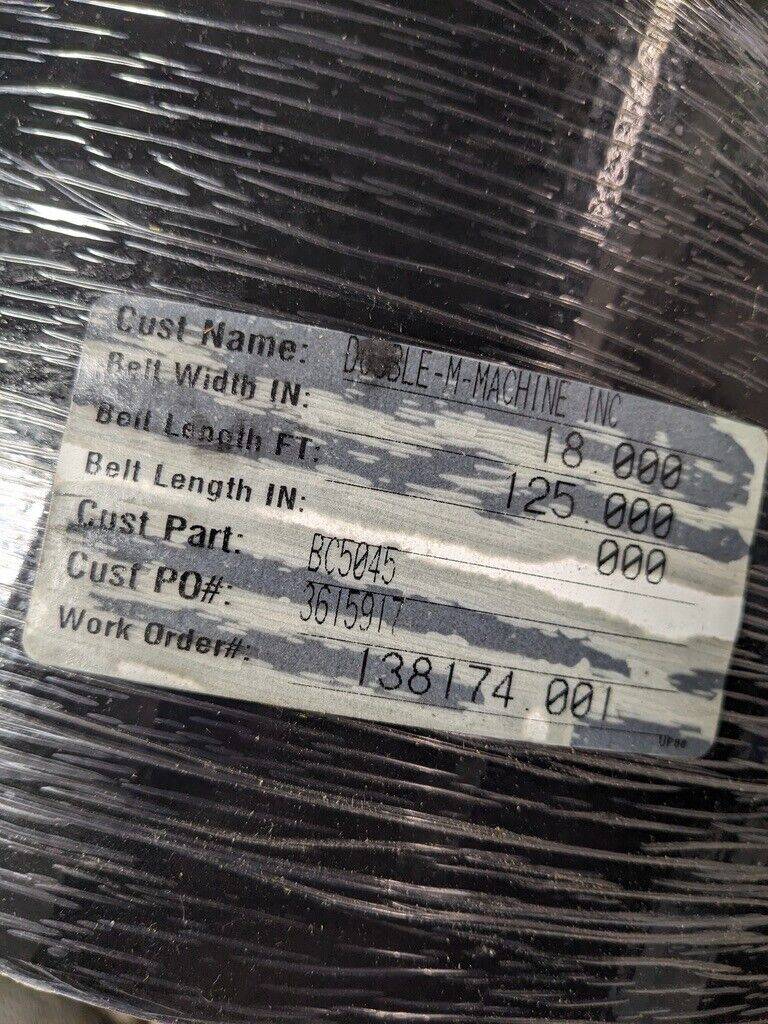 Cust Name: DOUBLE-M-MACHINE INC
Belt Width IN: 18.000
Belt Length FT: 125.000
Belt Length IN: 000
Cust Part: BC5045
Cust PO#: 3615917
Work Order#: 138174.001